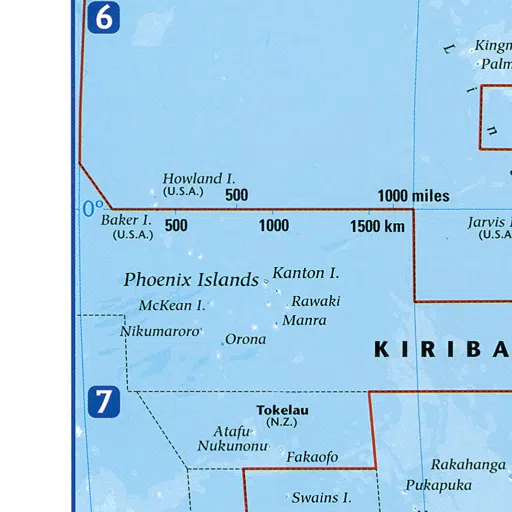 6
Kingm
Palm
L
i
n
Howland I.
(U.S.A.)
500
1000 miles
0°
Baker I.
(U.S.A.)
500
1000
1500 km
Jarvis I
(U.S.A
Phoenix Islands
Kanton I.
McKean I.
Rawaki
Nikumaroro
Manra
Orona
KIRIBA
7
Tokelau
(N.Z.)
Atafu
Nukunonu
Fakaofo
Rakahanga
Pukapuka
Swains I.